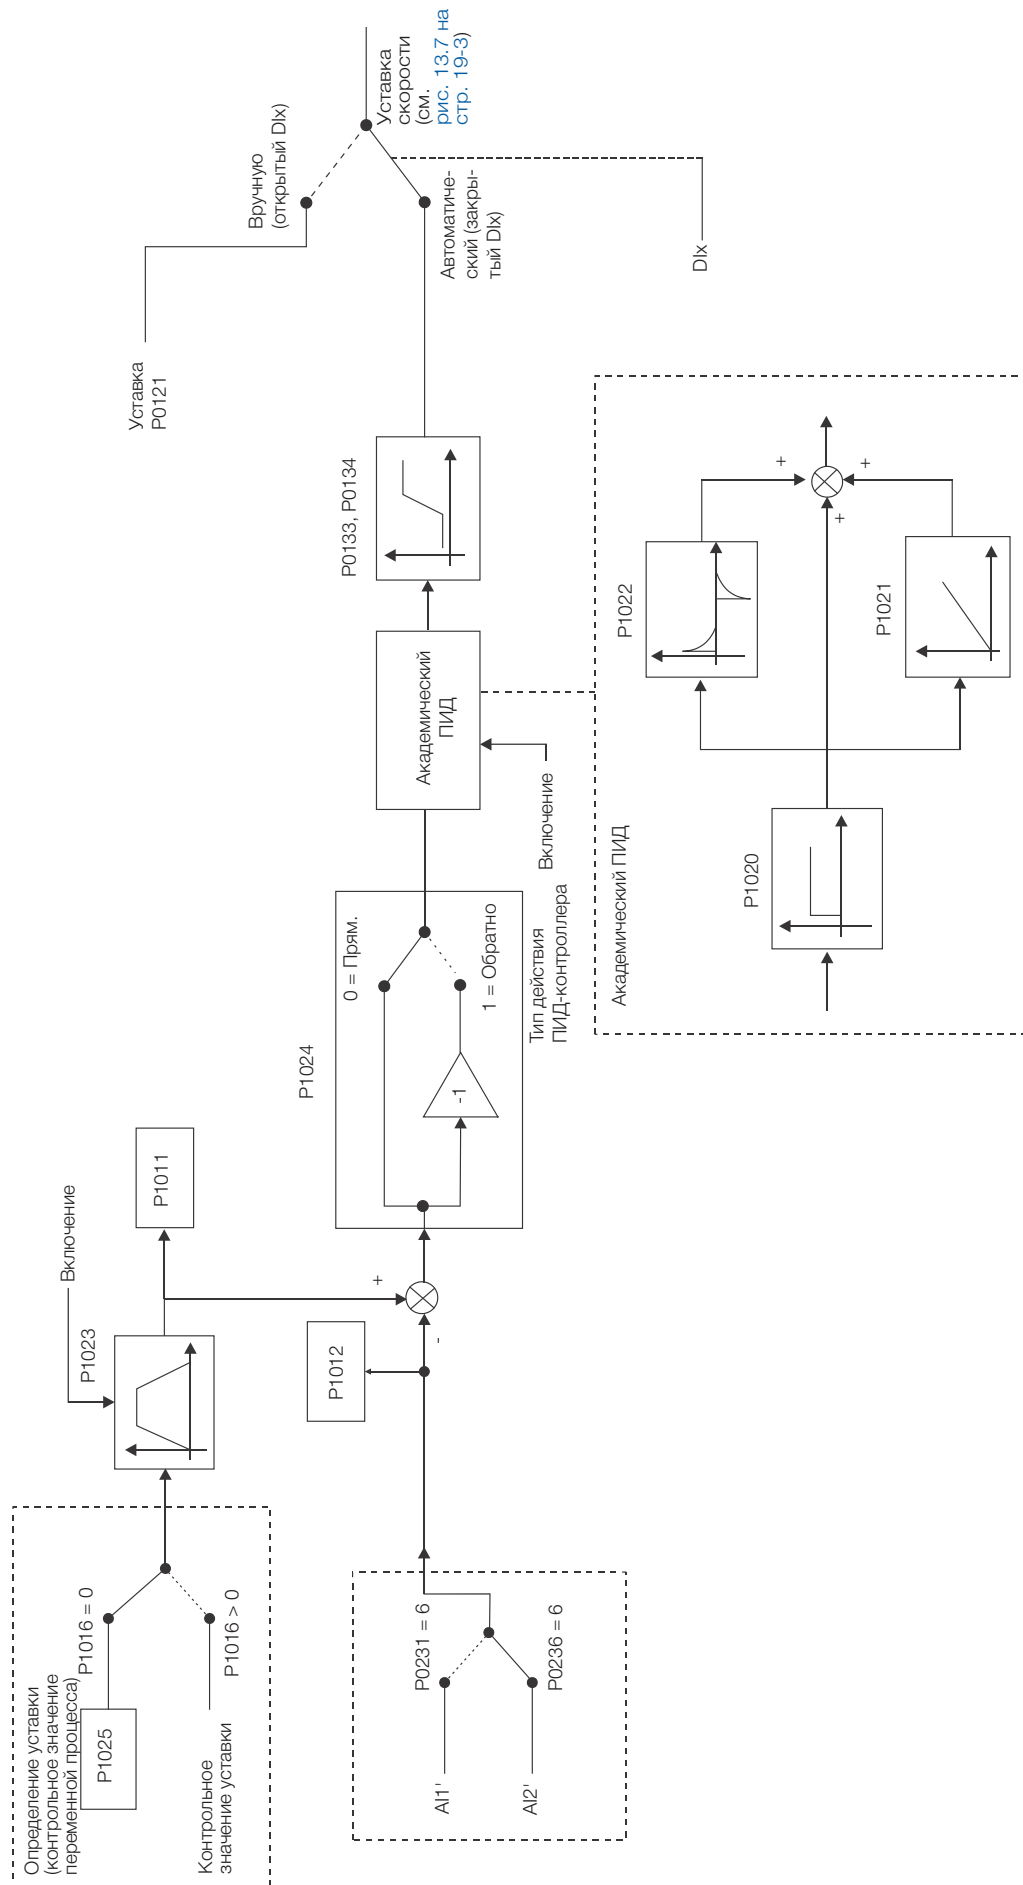 Определение уставки
(контрольное значение
переменной процесса)
P1025
P1016 = 0
Контрольное
значение уставки
P1016 > 0
Включение
P1023
P1011
AI1'
AI2'
P0231 = 6
P0236 = 6
P1012
+
-
P1024
-1
0 = Прям.
1 = Обратно
Тип действия
ПИД-контроллера
Включение
Академический
ПИД
P0133, P0134
Уставка
P0121
Вручную
(открытый DIx)
Автоматиче-
ский (закры-
тый DIx)
Уставка
скорости
(см.
рис. 13.7 на
стр. 19-3)
DIx
Академический ПИД
P1020
P1022
P1021
+
+
+